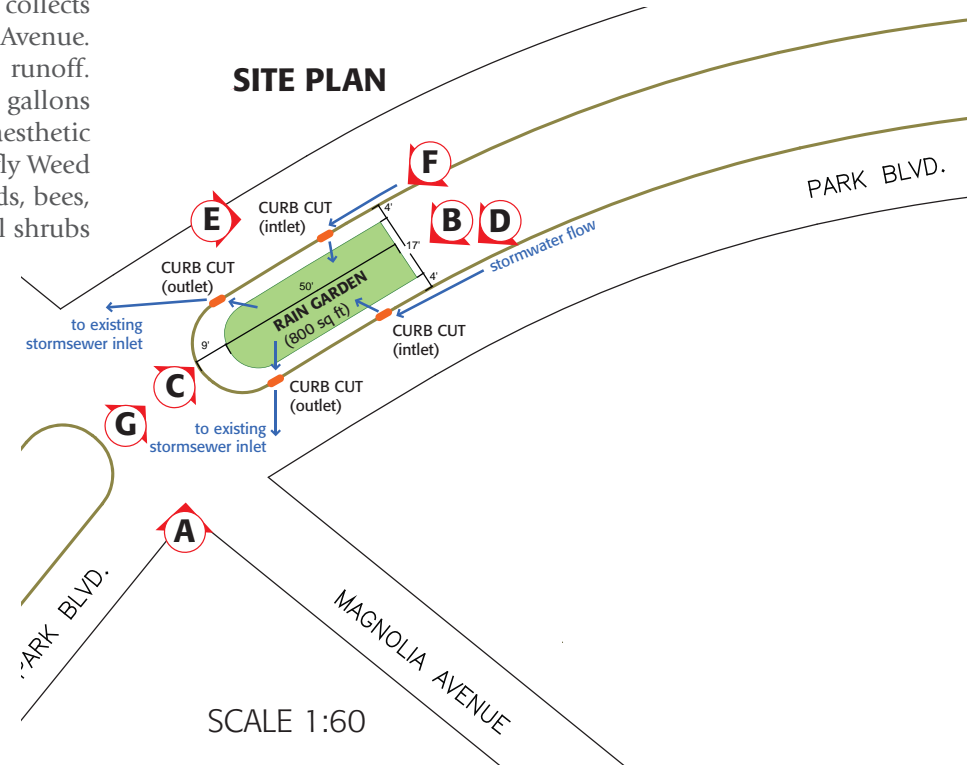 collects
Avenue.
runoff.
gallons
fly Weed
ds, bees,
l shrubs
SITE PLAN
F
E
B
D
CURB CUT
(intlet)
4'
17'
4'
PARK BLVD.
stormwater flow
CURB CUT
(outlet)
50'
RAIN GARDEN
(800 sq ft)
to existing
stormsewer inlet
9'
CURB CUT
(intlet)
C
CURB CUT
(outlet)
G
to existing
stormsewer inlet
A
PARK BLVD.
MAGNOLIA AVENUE
SCALE 1:60